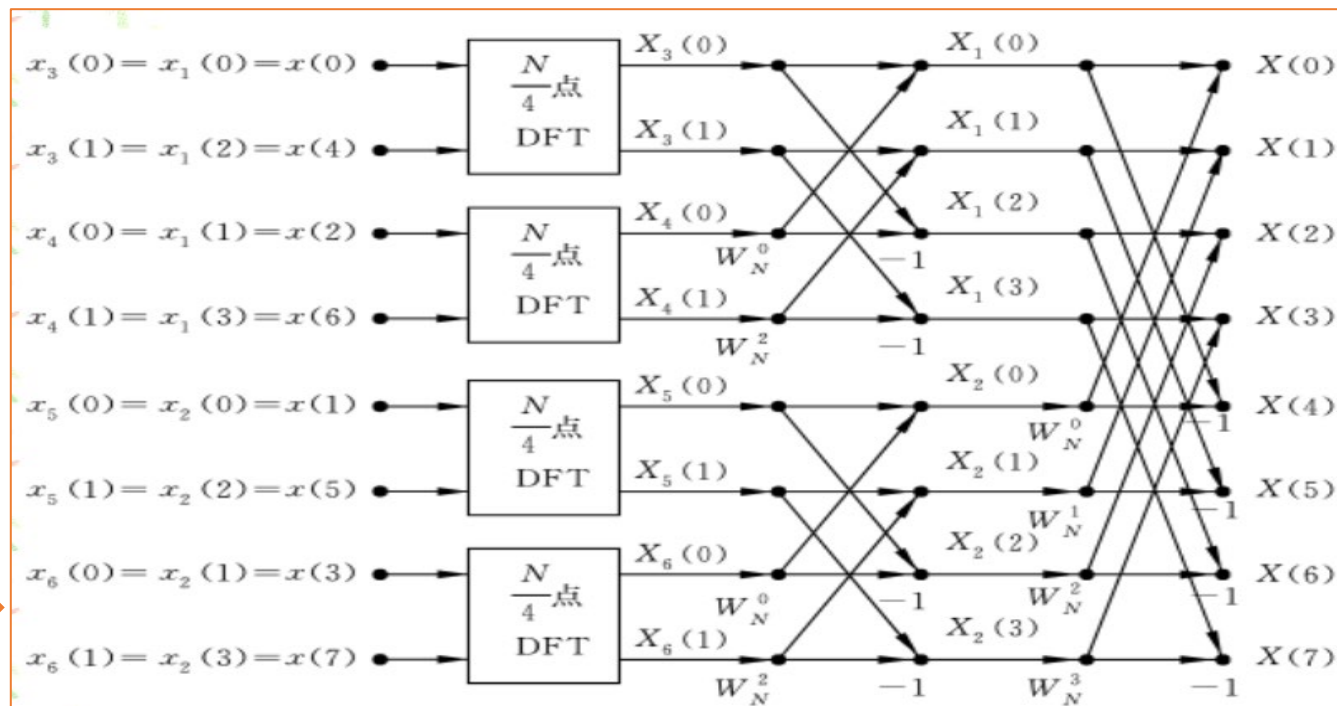 x₃(0)=x₁(0)=x(0)
N/4点
DFT
X₃(0)
X₁(0)
X(0)
x₃(1)=x₁(2)=x(4)
X₃(1)
X₁(1)
X(1)
x₄(0)=x₁(1)=x(2)
N/4点
DFT
X₄(0)
W_N^0
−1
X₁(2)
X(2)
x₄(1)=x₁(3)=x(6)
X₄(1)
W_N^2
−1
X₁(3)
X(3)
x₅(0)=x₂(0)=x(1)
N/4点
DFT
X₅(0)
X₂(0)
W_N^0
−1
X(4)
x₅(1)=x₂(2)=x(5)
X₅(1)
X₂(1)
W_N^1
−1
X(5)
x₆(0)=x₂(1)=x(3)
N/4点
DFT
X₆(0)
W_N^0
−1
X₂(2)
W_N^2
−1
X(6)
x₆(1)=x₂(3)=x(7)
X₆(1)
W_N^2
−1
X₂(3)
W_N^3
−1
X(7)